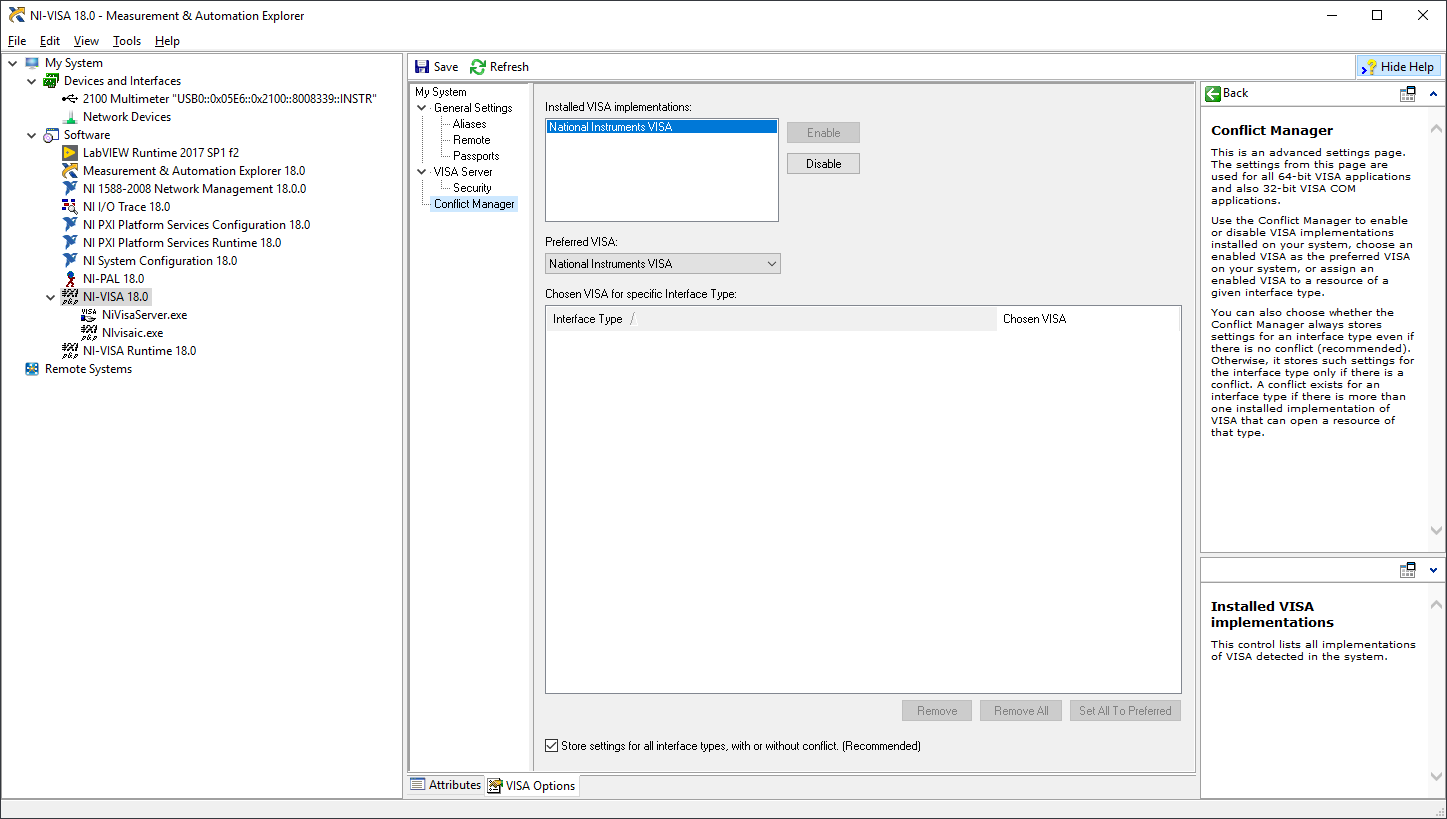 NI-VISA 18.0 - Measurement & Automation Explorer
File Edit View Tools Help
My System
Devices and Interfaces
2100 Multimeter "USB0::0x05E6::0x2100::8008339::INSTR"
Network Devices
Software
LabVIEW Runtime 2017 SP1 f2
Measurement & Automation Explorer 18.0
NI 1588-2008 Network Management 18.0.0
NI I/O Trace 18.0
NI PXI Platform Services Configuration 18.0
NI PXI Platform Services Runtime 18.0
NI System Configuration 18.0
NI-PAL 18.0
NI-VISA 18.0
NiVisaServer.exe
NIvisaic.exe
NI-VISA Runtime 18.0
Remote Systems
Save Refresh
Hide Help
My System
General Settings
Aliases
Remote
Passports
VISA Server
Security
Conflict Manager
Installed VISA implementations:
National Instruments VISA
Enable
Disable
Preferred VISA:
National Instruments VISA
Chosen VISA for specific Interface Type:
Interface Type / Chosen VISA
Remove Remove All Set All To Preferred
Store settings for all interface types, with or without conflict. (Recommended)
Attributes VISA Options
Back
Conflict Manager
This is an advanced settings page.
The settings from this page are
used for all 64-bit VISA applications
and also 32-bit VISA COM
applications.
Use the Conflict Manager to enable
or disable VISA implementations
installed on your system, choose an
enabled VISA as the preferred VISA
on your system, or assign an
enabled VISA to a resource of a
given interface type.
You can also choose whether the
Conflict Manager always stores
settings for an interface type even if
there is no conflict (recommended).
Otherwise, it stores such settings for
the interface type only if there is a
conflict. A conflict exists for an
interface type if there is more than
one installed implementation of
VISA that can open a resource of
that type.
Installed VISA
implementations
This control lists all implementations
of VISA detected in the system.